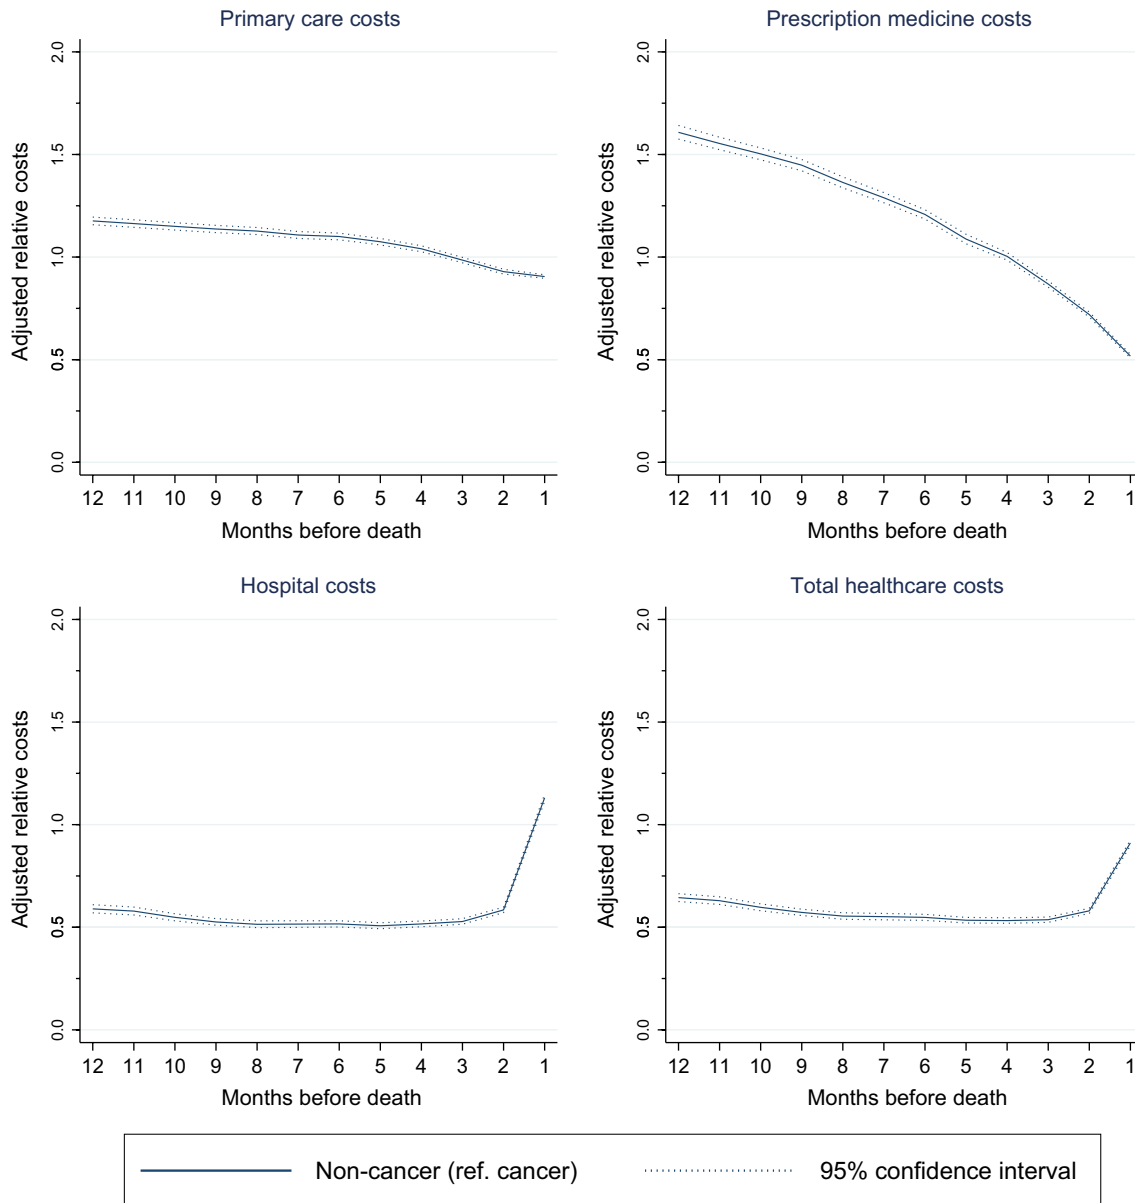 Primary care costs
Adjusted relative costs
2.0
1.5
1.0
0.5
0.0
12 11 10 9 8 7 6 5 4 3 2 1
Months before death
Prescription medicine costs
Adjusted relative costs
2.0
1.5
1.0
0.5
0.0
12 11 10 9 8 7 6 5 4 3 2 1
Months before death
Hospital costs
Adjusted relative costs
2.0
1.5
1.0
0.5
0.0
12 11 10 9 8 7 6 5 4 3 2 1
Months before death
Total healthcare costs
Adjusted relative costs
2.0
1.5
1.0
0.5
0.0
12 11 10 9 8 7 6 5 4 3 2 1
Months before death
Non-cancer (ref. cancer) 95% confidence interval